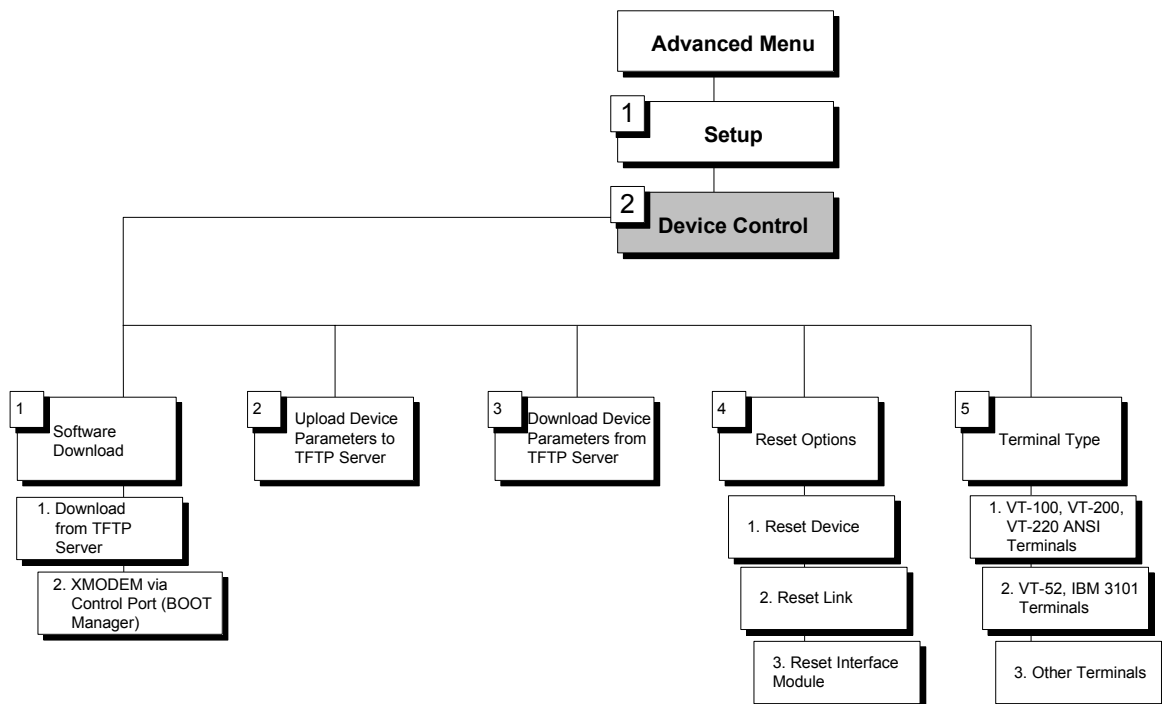 Advanced Menu
1
Setup
2
Device Control
1
Software
Download
2
Upload Device
Parameters to
TFTP Server
3
Download Device
Parameters from
TFTP Server
4
Reset Options
5
Terminal Type
1. Download
from TFTP
Server
2. XMODEM via
Control Port (BOOT
Manager)
1. Reset Device
2. Reset Link
3. Reset Interface
Module
1. VT-100, VT-200,
VT-220 ANSI
Terminals
2. VT-52, IBM 3101
Terminals
3. Other Terminals